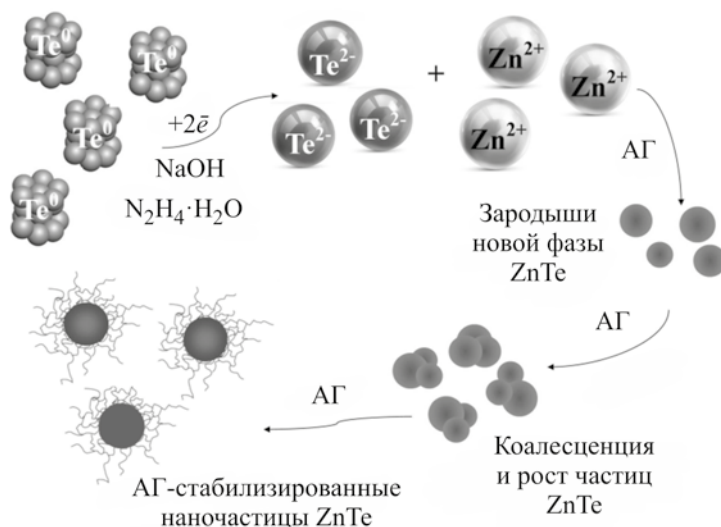 Te⁰
Te⁰
Te⁰
Te⁰
+2ē
NaOH
N₂H₄·H₂O
Te²⁻
Te²⁻
Te²⁻
+
Zn²⁺
Zn²⁺
Zn²⁺
АГ
Зародыши
новой фазы
ZnTe
АГ
Коалесценция
и рост частиц
ZnTe
АГ
АГ-стабилизированные
наночастицы ZnTe